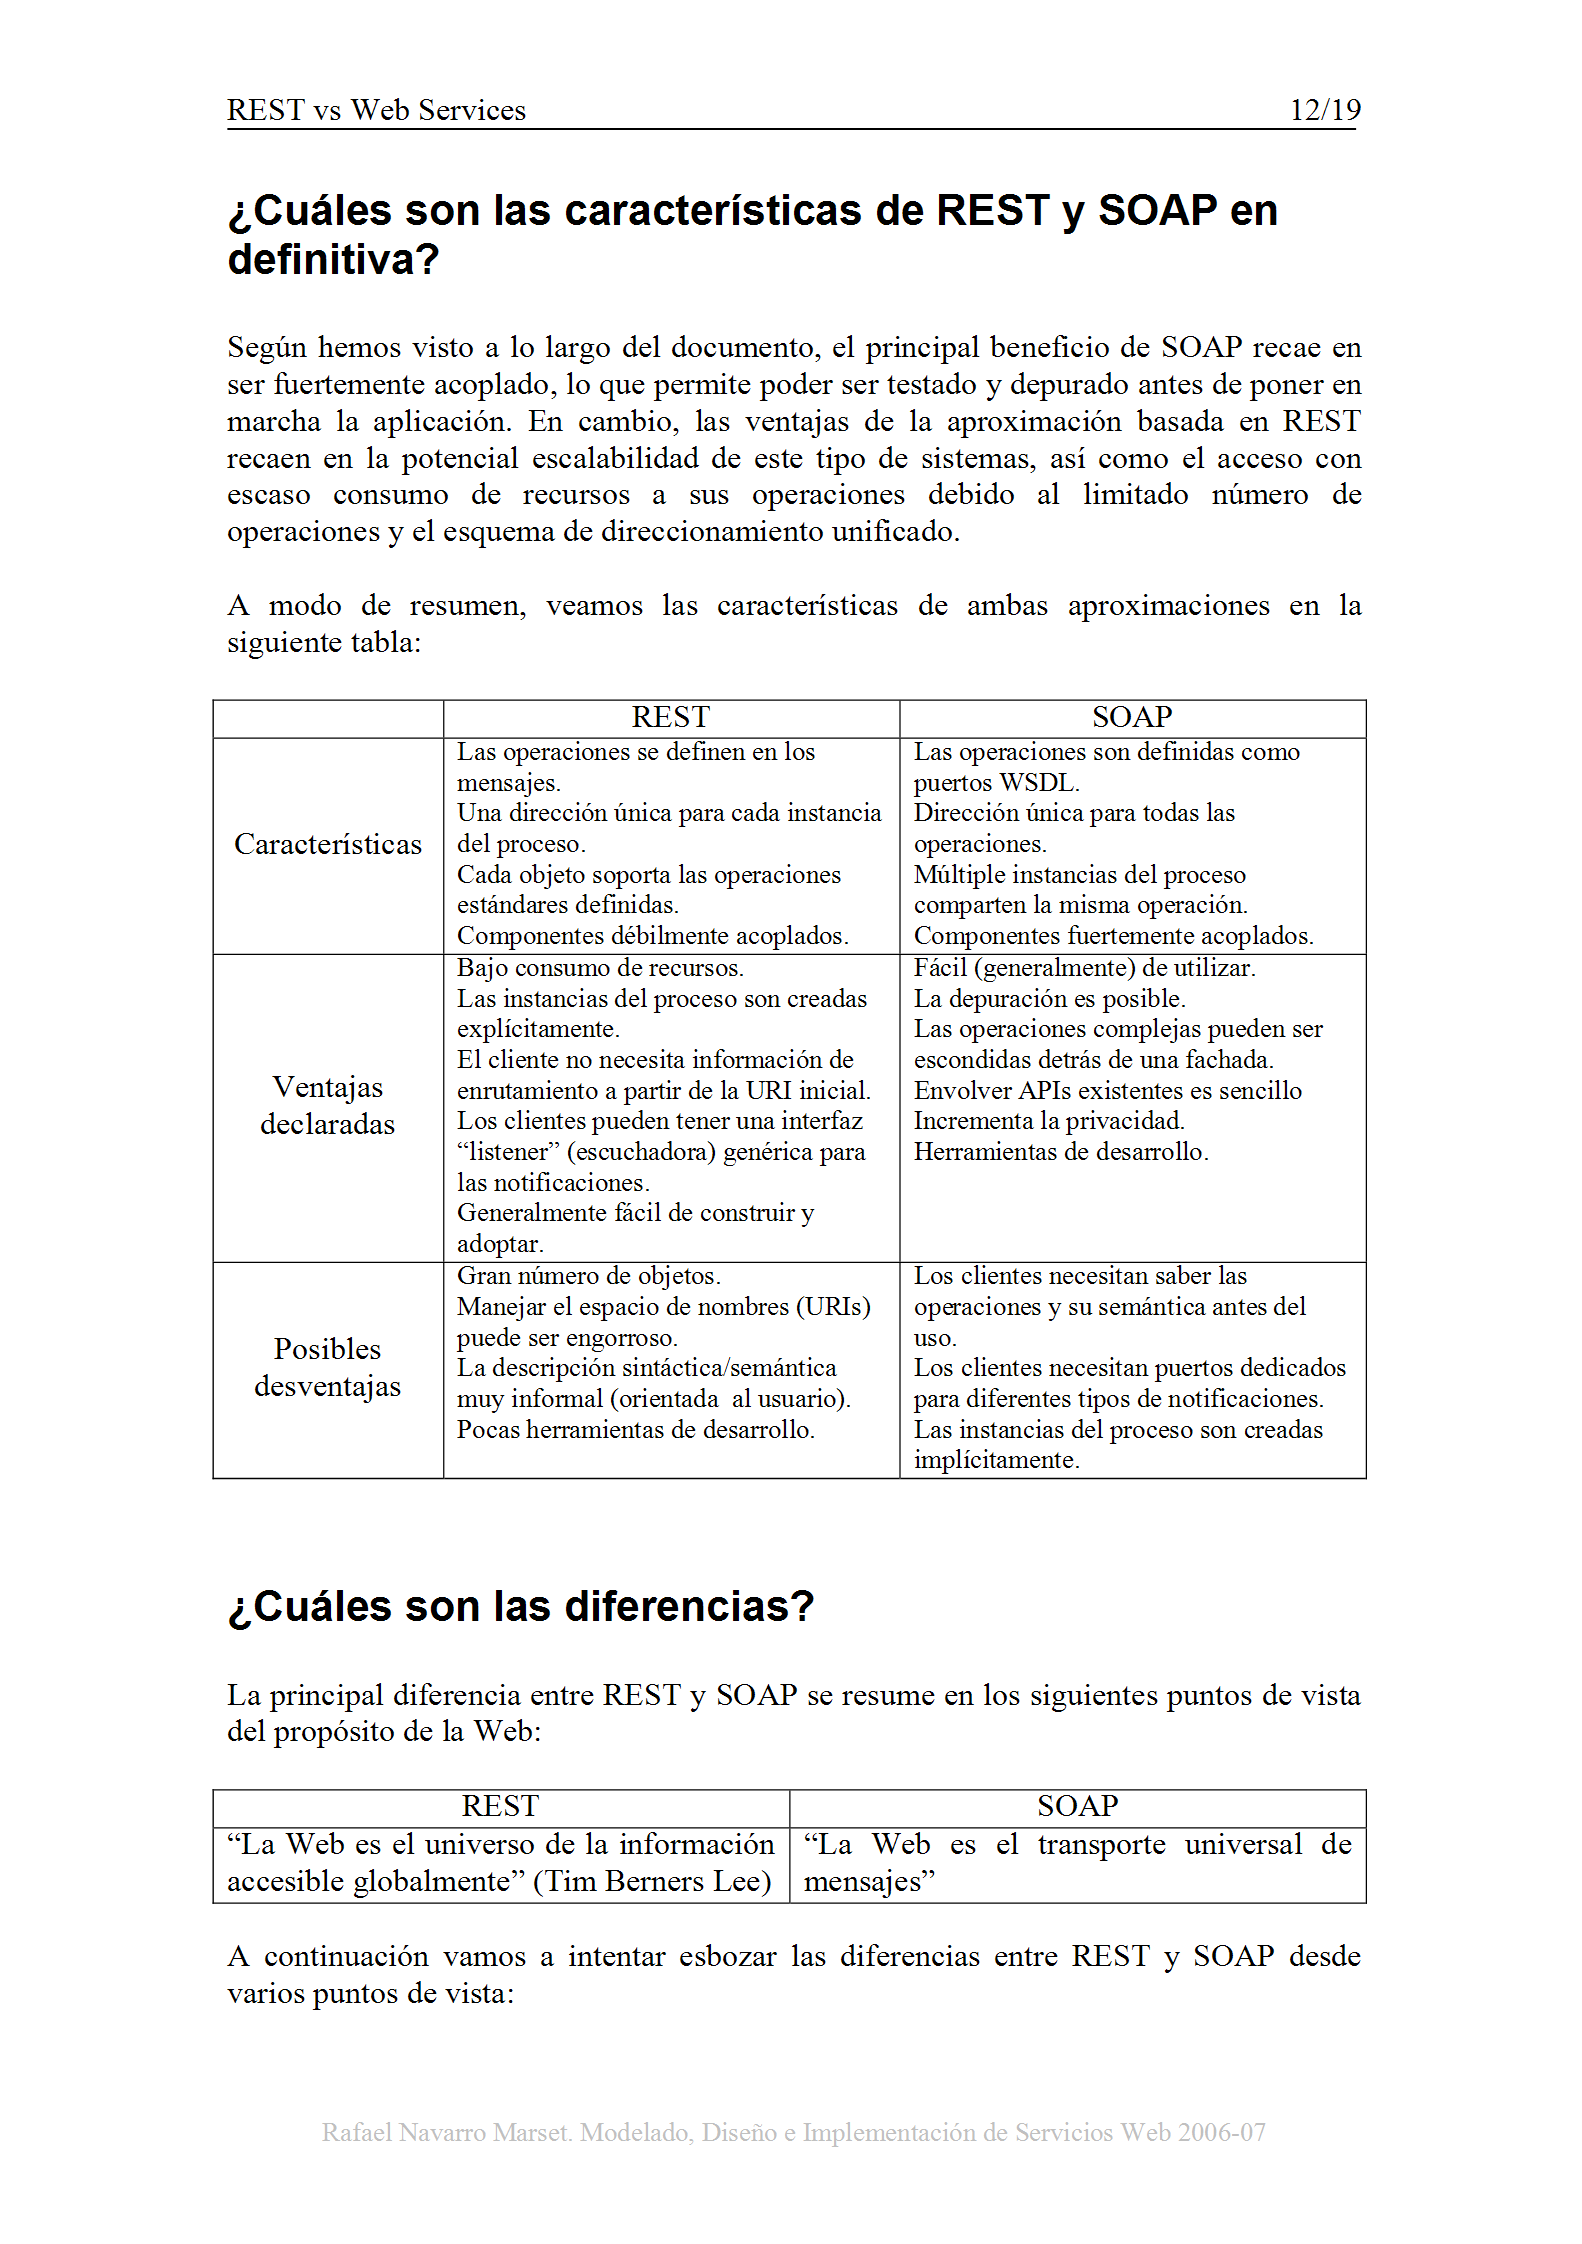 REST vs Web Services 12/19
¿Cuáles son las características de REST y SOAP en
definitiva?
Según hemos visto a lo largo del documento, el principal beneficio de SOAP recae en
ser fuertemente acoplado, lo que permite poder ser testado y depurado antes de poner en
marcha la aplicación. En cambio, las ventajas de la aproximación basada en REST
recaen en la potencial escalabilidad de este tipo de sistemas, así como el acceso con
escaso consumo de recursos a sus operaciones debido al limitado número de
operaciones y el esquema de direccionamiento unificado.
A modo de resumen, veamos las características de ambas aproximaciones en la
siguiente tabla:
REST SOAP
Características
Las operaciones se definen en los
mensajes.
Una dirección única para cada instancia
del proceso.
Cada objeto soporta las operaciones
estándares definidas.
Componentes débilmente acoplados.
Las operaciones son definidas como
puertos WSDL.
Dirección única para todas las
operaciones.
Múltiple instancias del proceso
comparten la misma operación.
Componentes fuertemente acoplados.
Ventajas
declaradas
Bajo consumo de recursos.
Las instancias del proceso son creadas
explícitamente.
El cliente no necesita información de
enrutamiento a partir de la URI inicial.
Los clientes pueden tener una interfaz
“listener” (escuchadora) genérica para
las notificaciones.
Generalmente fácil de construir y
adoptar.
Fácil (generalmente) de utilizar.
La depuración es posible.
Las operaciones complejas pueden ser
escondidas detrás de una fachada.
Envolver APIs existentes es sencillo
Incrementa la privacidad.
Herramientas de desarrollo.
Posibles
desventajas
Gran número de objetos.
Manejar el espacio de nombres (URIs)
puede ser engorroso.
La descripción sintáctica/semántica
muy informal (orientada  al usuario).
Pocas herramientas de desarrollo.
Los clientes necesitan saber las
operaciones y su semántica antes del
uso.
Los clientes necesitan puertos dedicados
para diferentes tipos de notificaciones.
Las instancias del proceso son creadas
implícitamente.
¿Cuáles son las diferencias?
La principal diferencia entre REST y SOAP se resume en los siguientes puntos de vista
del propósito de la Web:
REST SOAP
“La Web es el universo de la información
accesible globalmente” (Tim Berners Lee)
“La Web es el transporte universal de
mensajes”
A continuación vamos a intentar esbozar las diferencias entre REST y SOAP desde
varios puntos de vista:
Rafael Navarro Marset. Modelado, Diseño e Implementación de Servicios Web 2006-07